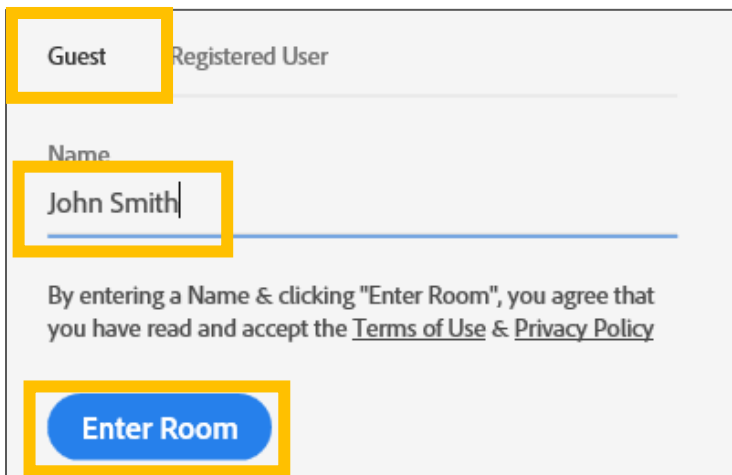 Guest Registered User
Name
John Smith
By entering a Name & clicking "Enter Room", you agree that
you have read and accept the Terms of Use & Privacy Policy
Enter Room